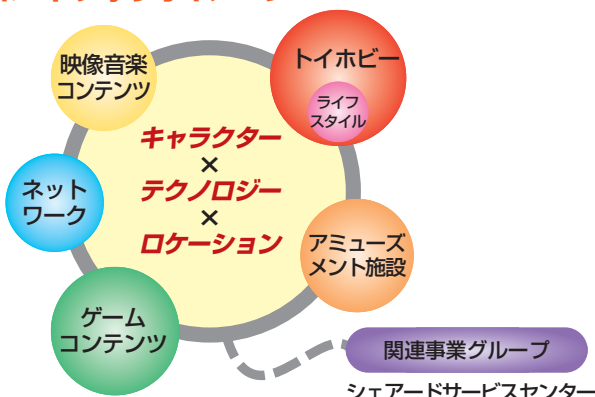 映像音楽
コンテンツ
トイホビー
ライフ
スタイル
キャラクター
×
テクノロジー
×
ロケーション
ネット
ワーク
アミューズ
メント施設
ゲーム
コンテンツ
関連事業グループ
シェアードサービスセンター